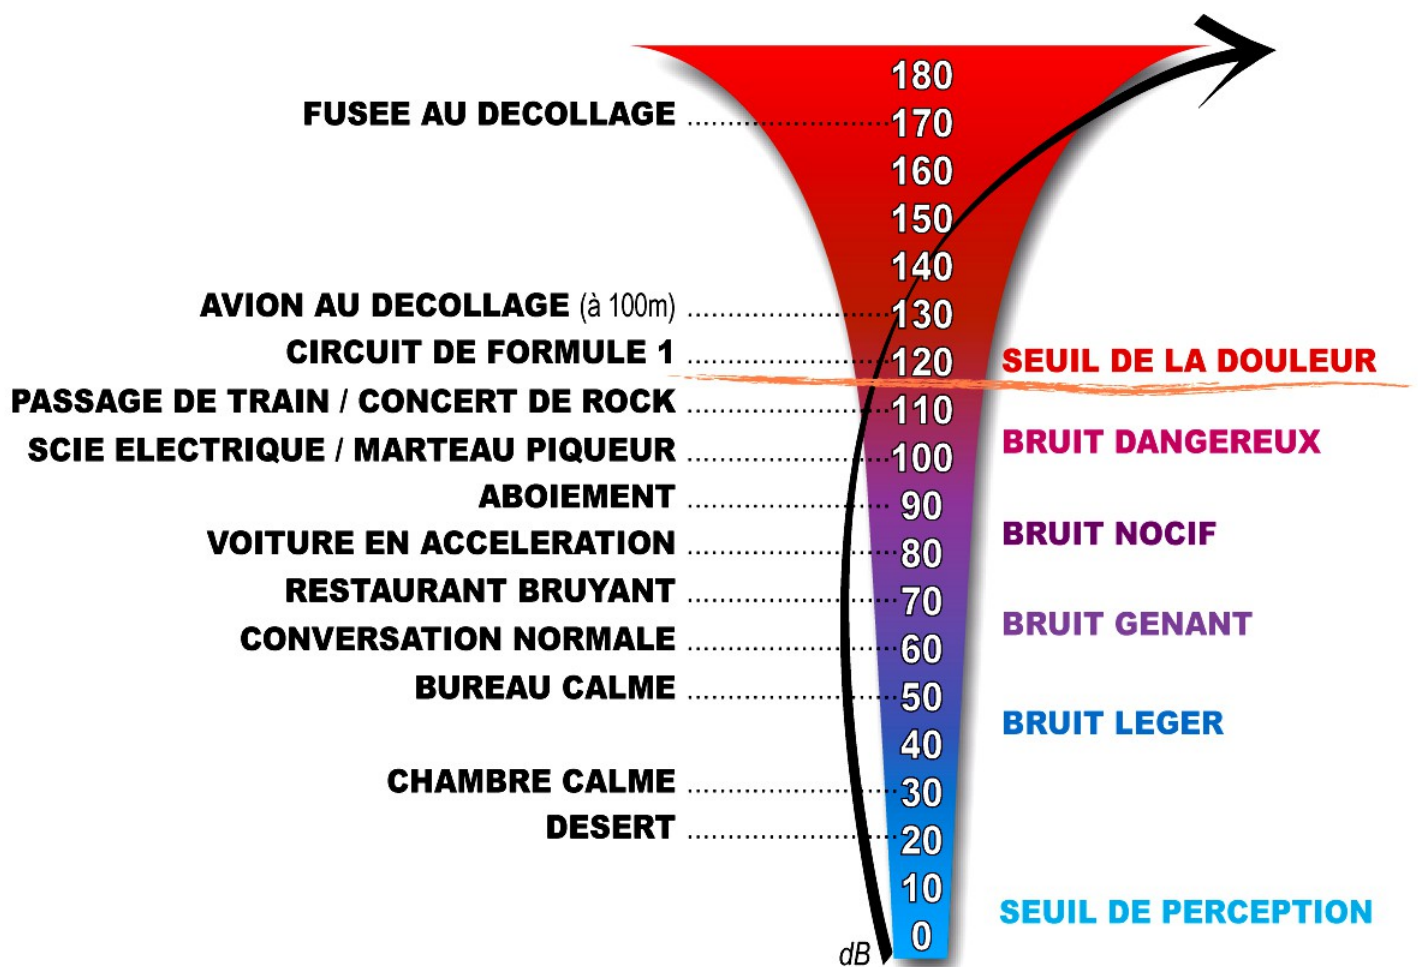 180
FUSEE AU DECOLLAGE 170
160
150
140
AVION AU DECOLLAGE (à 100m) 130
CIRCUIT DE FORMULE 1 120 SEUIL DE LA DOULEUR
PASSAGE DE TRAIN / CONCERT DE ROCK 110
SCIE ELECTRIQUE / MARTEAU PIQUEUR 100 BRUIT DANGEREUX
ABOIEMENT 90
VOITURE EN ACCELERATION 80 BRUIT NOCIF
RESTAURANT BRUYANT 70 BRUIT GENANT
CONVERSATION NORMALE 60
BUREAU CALME 50 BRUIT LEGER
40
CHAMBRE CALME 30
DESERT 20
10 SEUIL DE PERCEPTION
0
dB